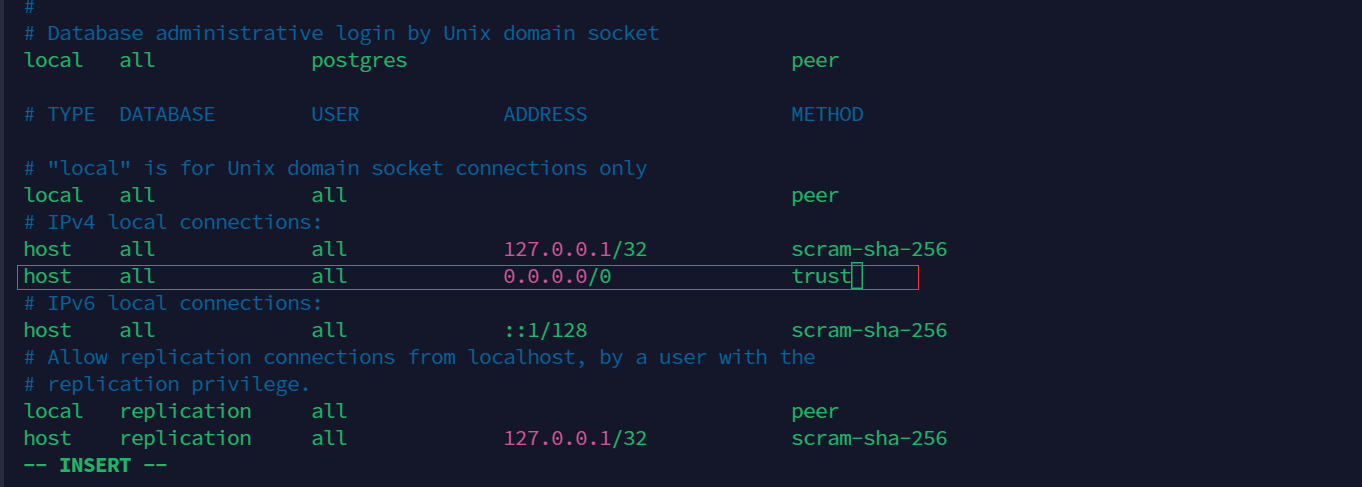 #
# Database administrative login by Unix domain socket
local   all             postgres                                peer
# TYPE  DATABASE        USER            ADDRESS                 METHOD
# "local" is for Unix domain socket connections only
local   all             all                                     peer
# IPv4 local connections:
host    all             all             127.0.0.1/32            scram-sha-256
host    all             all             0.0.0.0/0               trust
# IPv6 local connections:
host    all             all             ::1/128                 scram-sha-256
# Allow replication connections from localhost, by a user with the
# replication privilege.
local   replication     all                                     peer
host    replication     all             127.0.0.1/32            scram-sha-256
-- INSERT --